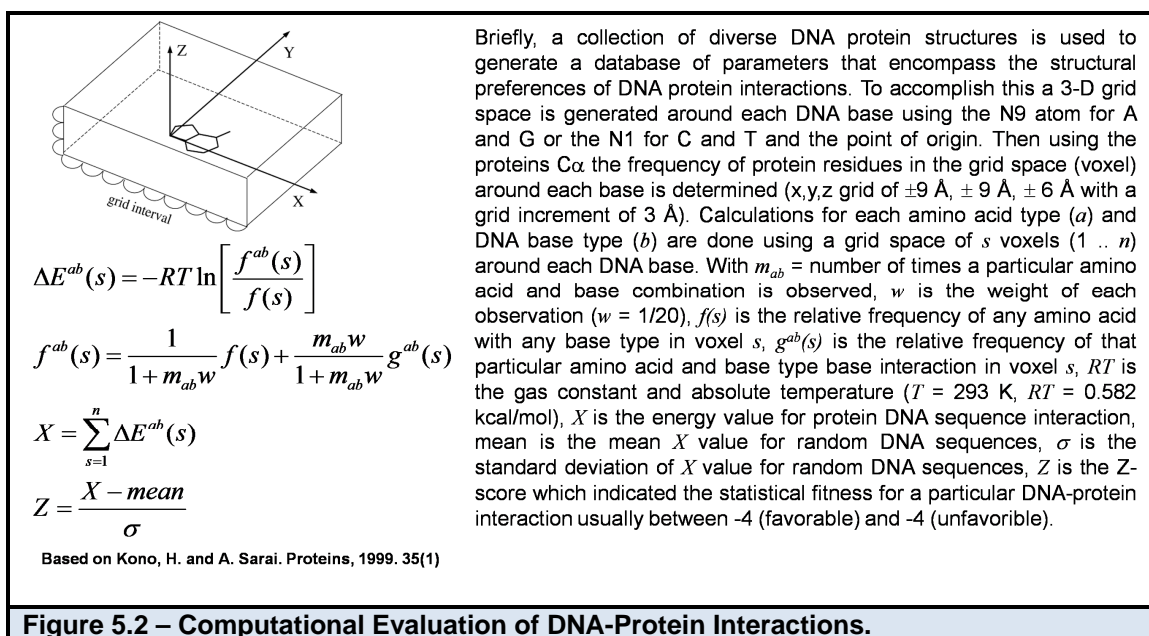 Z
Y
X
grid interval
ΔE^{ab}(s) = −RT ln[f^{ab}(s) / f(s)]
f^{ab}(s) = 1/(1 + m_{ab}w) f(s) + m_{ab}w/(1 + m_{ab}w) g^{ab}(s)
X = ∑_{s=1}^{n} ΔE^{ab}(s)
Z = (X − mean)/σ
Based on Kono, H. and A. Sarai. Proteins, 1999. 35(1)
Briefly, a collection of diverse DNA protein structures is used to
generate a database of parameters that encompass the structural
preferences of DNA protein interactions. To accomplish this a 3-D grid
space is generated around each DNA base using the N9 atom for A
and G or the N1 for C and T and the point of origin. Then using the
proteins Cα the frequency of protein residues in the grid space (voxel)
around each base is determined (x,y,z grid of ±9 Å, ± 9 Å, ± 6 Å with a
grid increment of 3 Å). Calculations for each amino acid type (a) and
DNA base type (b) are done using a grid space of s voxels (1 .. n)
around each DNA base. With m_{ab} = number of times a particular amino
acid and base combination is observed, w is the weight of each
observation (w = 1/20), f(s) is the relative frequency of any amino acid
with any base type in voxel s, g^{ab}(s) is the relative frequency of that
particular amino acid and base type base interaction in voxel s, RT is
the gas constant and absolute temperature (T = 293 K, RT = 0.582
kcal/mol), X is the energy value for protein DNA sequence interaction,
mean is the mean X value for random DNA sequences, σ is the
standard deviation of X value for random DNA sequences, Z is the Z-
score which indicated the statistical fitness for a particular DNA-protein
interaction usually between -4 (favorable) and -4 (unfavorible).
Figure 5.2 – Computational Evaluation of DNA-Protein Interactions.